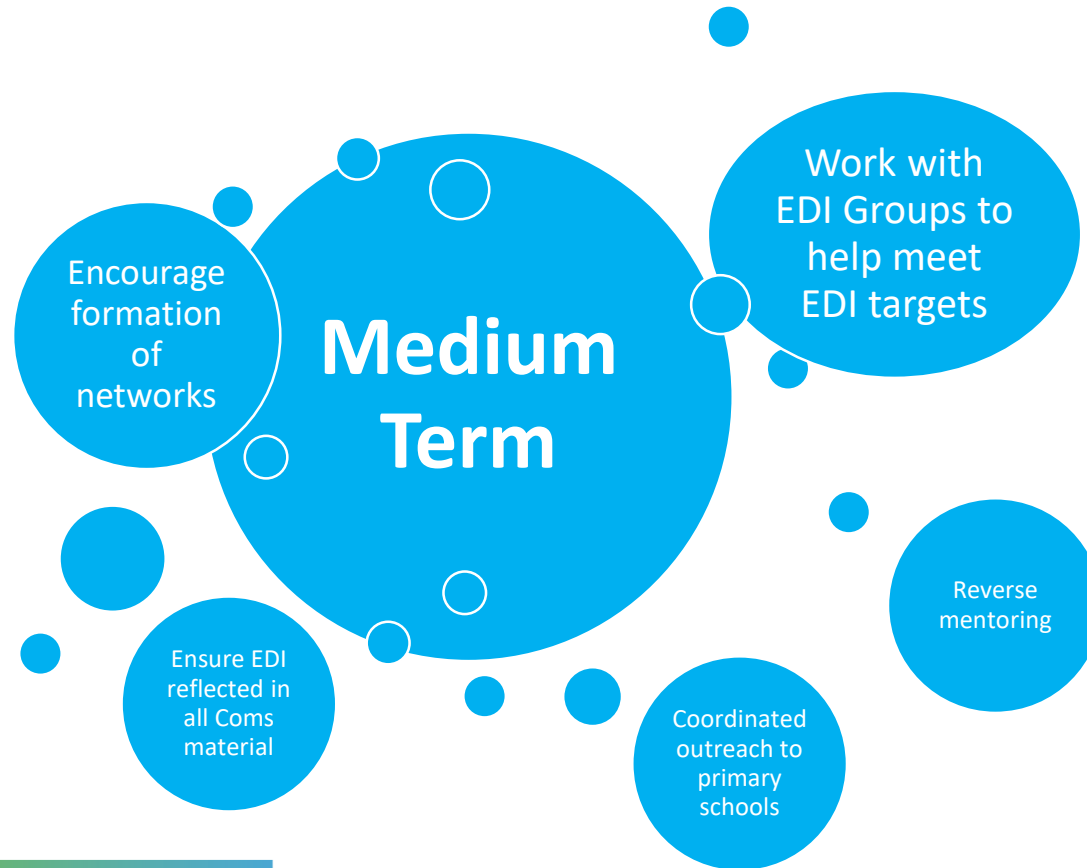 Medium
Term
Work with
EDI Groups to
help meet
EDI targets
Encourage
formation
of
networks
Reverse
mentoring
Ensure EDI
reflected in
all Coms
material
Coordinated
outreach to
primary
schools